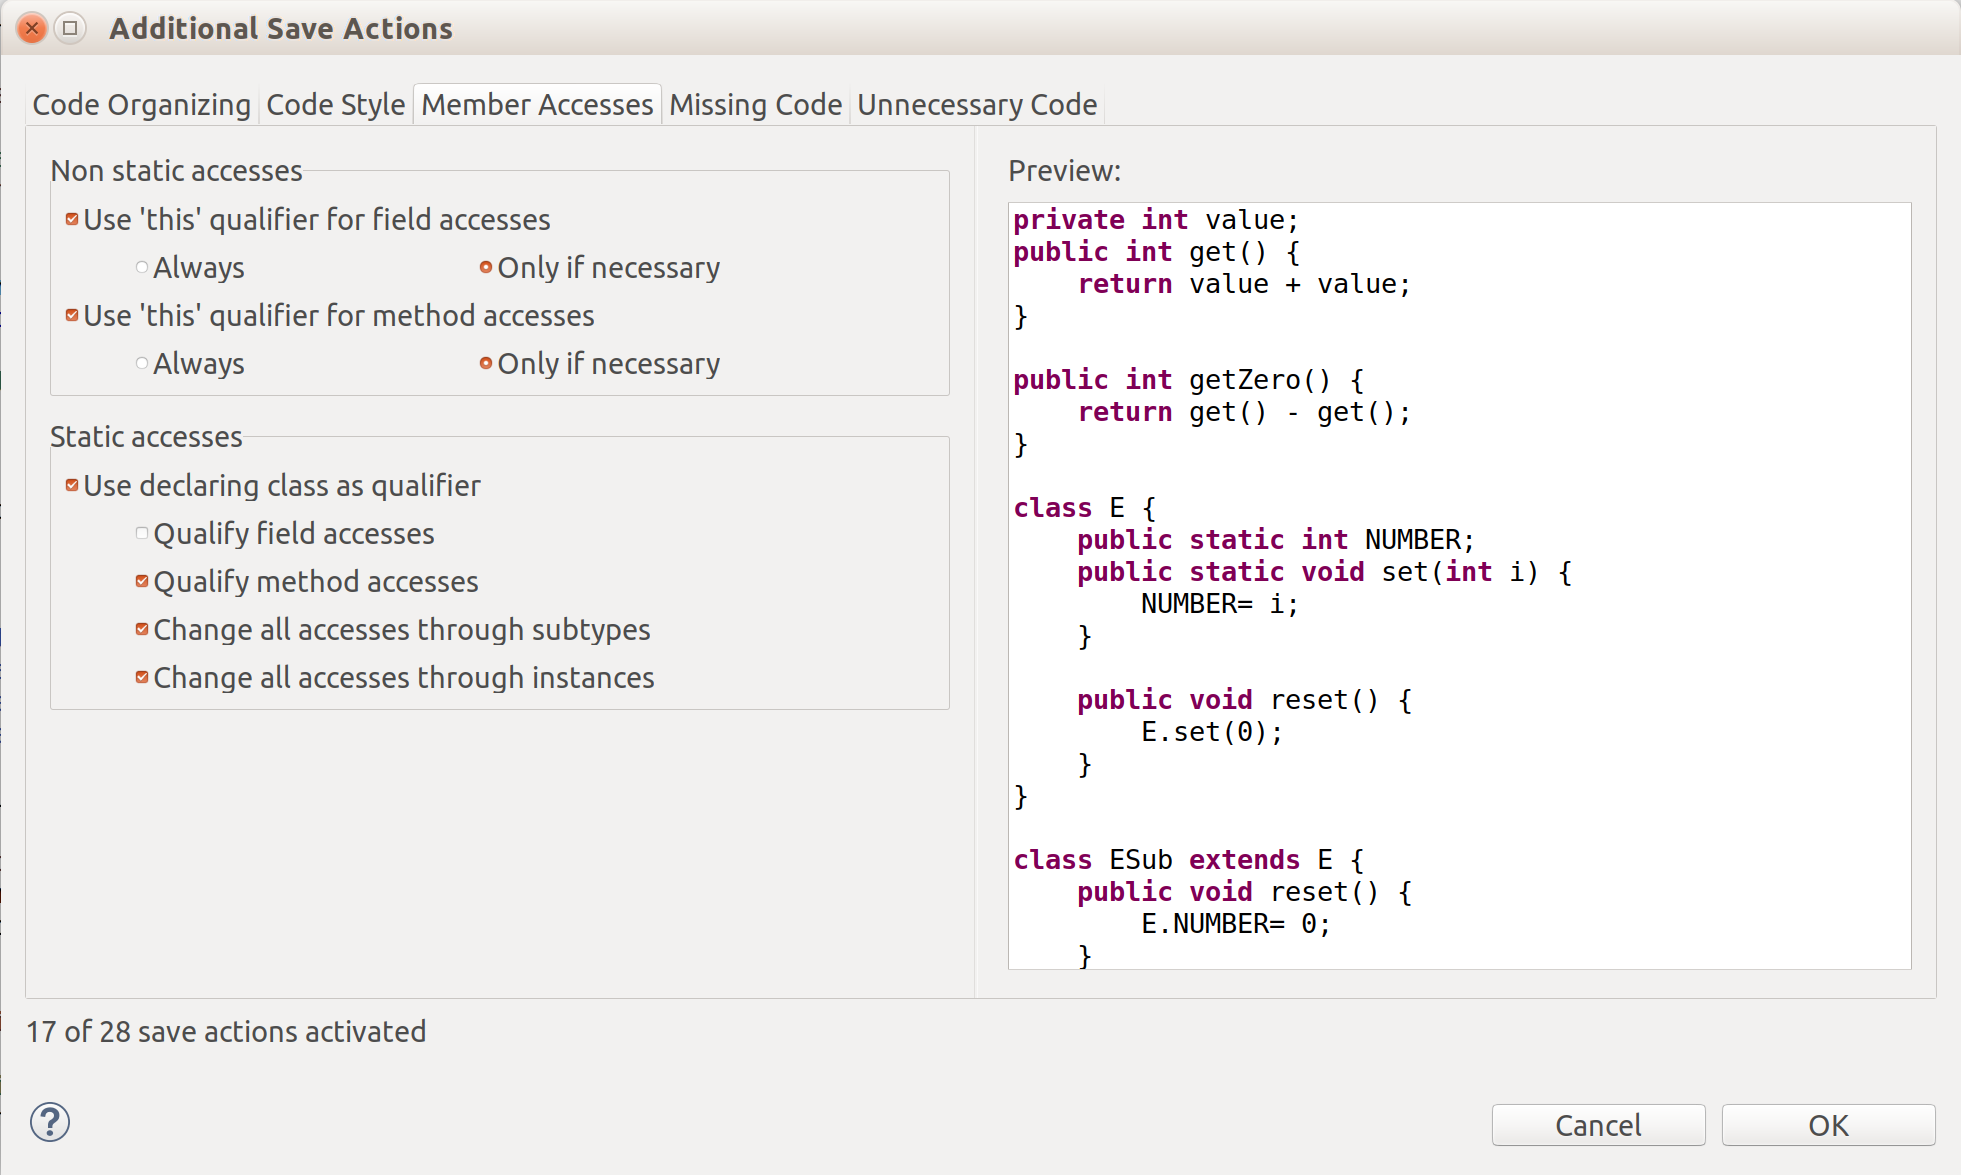 Additional Save Actions
Code Organizing Code Style Member Accesses Missing Code Unnecessary Code
Non static accesses
Use 'this' qualifier for field accesses
Always Only if necessary
Use 'this' qualifier for method accesses
Always Only if necessary
Static accesses
Use declaring class as qualifier
Qualify field accesses
Qualify method accesses
Change all accesses through subtypes
Change all accesses through instances
Preview:
private int value;
public int get() {
    return value + value;
}

public int getZero() {
    return get() - get();
}

class E {
    public static int NUMBER;
    public static void set(int i) {
        NUMBER= i;
    }

    public void reset() {
        E.set(0);
    }
}

class ESub extends E {
    public void reset() {
        E.NUMBER= 0;
    }
17 of 28 save actions activated
?
Cancel OK